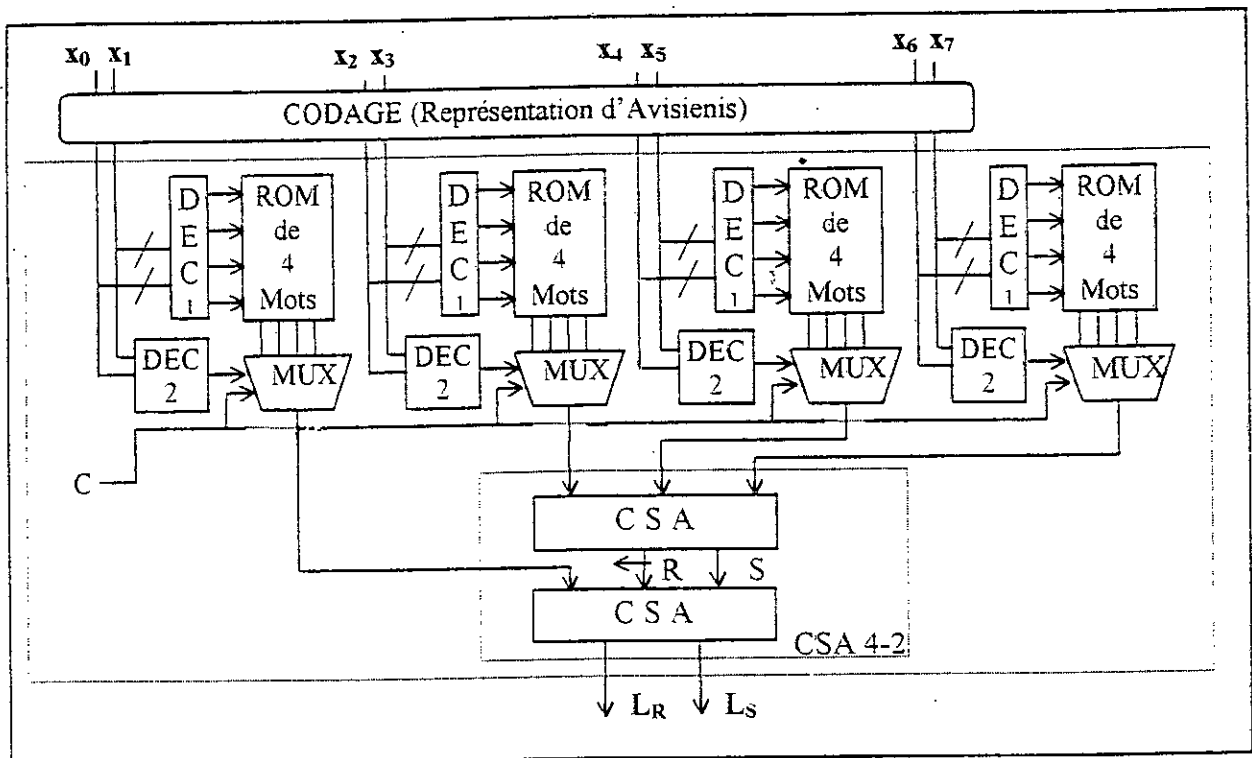 x₀ x₁ x₂ x₃ x₄ x₅ x₆ x₇
CODAGE (Représentation d'Avisienis)
D E C 1
ROM de 4 Mots
D E C 1
ROM de 4 Mots
D E C 1
ROM de 4 Mots
D E C 1
ROM de 4 Mots
DEC 2
MUX
DEC 2
MUX
DEC 2
MUX
DEC 2
MUX
C
C S A
R S
C S A
CSA 4-2
L_R L_S